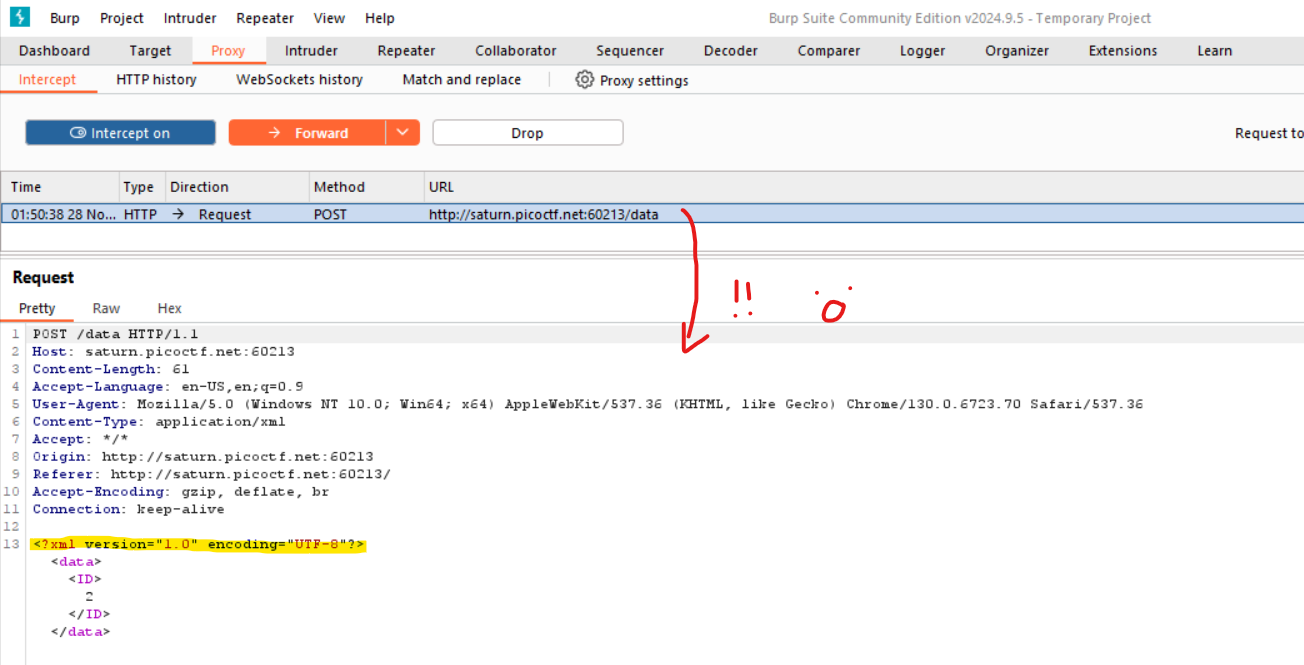 Burp Project Intruder Repeater View Help Burp Suite Community Edition v2024.9.5 - Temporary Project
Dashboard Target Proxy Intruder Repeater Collaborator Sequencer Decoder Comparer Logger Organizer Extensions Learn
Intercept HTTP history WebSockets history Match and replace Proxy settings
Intercept on → Forward Drop Request to
Time Type Direction Method URL
01:50:38 28 No... HTTP → Request POST http://saturn.picoctf.net:60213/data
!! ö
Request
Pretty Raw Hex
1 POST /data HTTP/1.1
2 Host: saturn.picoctf.net:60213
3 Content-Length: 61
4 Accept-Language: en-US,en;q=0.9
5 User-Agent: Mozilla/5.0 (Windows NT 10.0; Win64; x64) AppleWebKit/537.36 (KHTML, like Gecko) Chrome/130.0.6723.70 Safari/537.36
6 Content-Type: application/xml
7 Accept: */*
8 Origin: http://saturn.picoctf.net:60213
9 Referer: http://saturn.picoctf.net:60213/
10 Accept-Encoding: gzip, deflate, br
11 Connection: keep-alive
12
13 <?xml version="1.0" encoding="UTF-8"?>
<data>
<ID>
2
</ID>
</data>